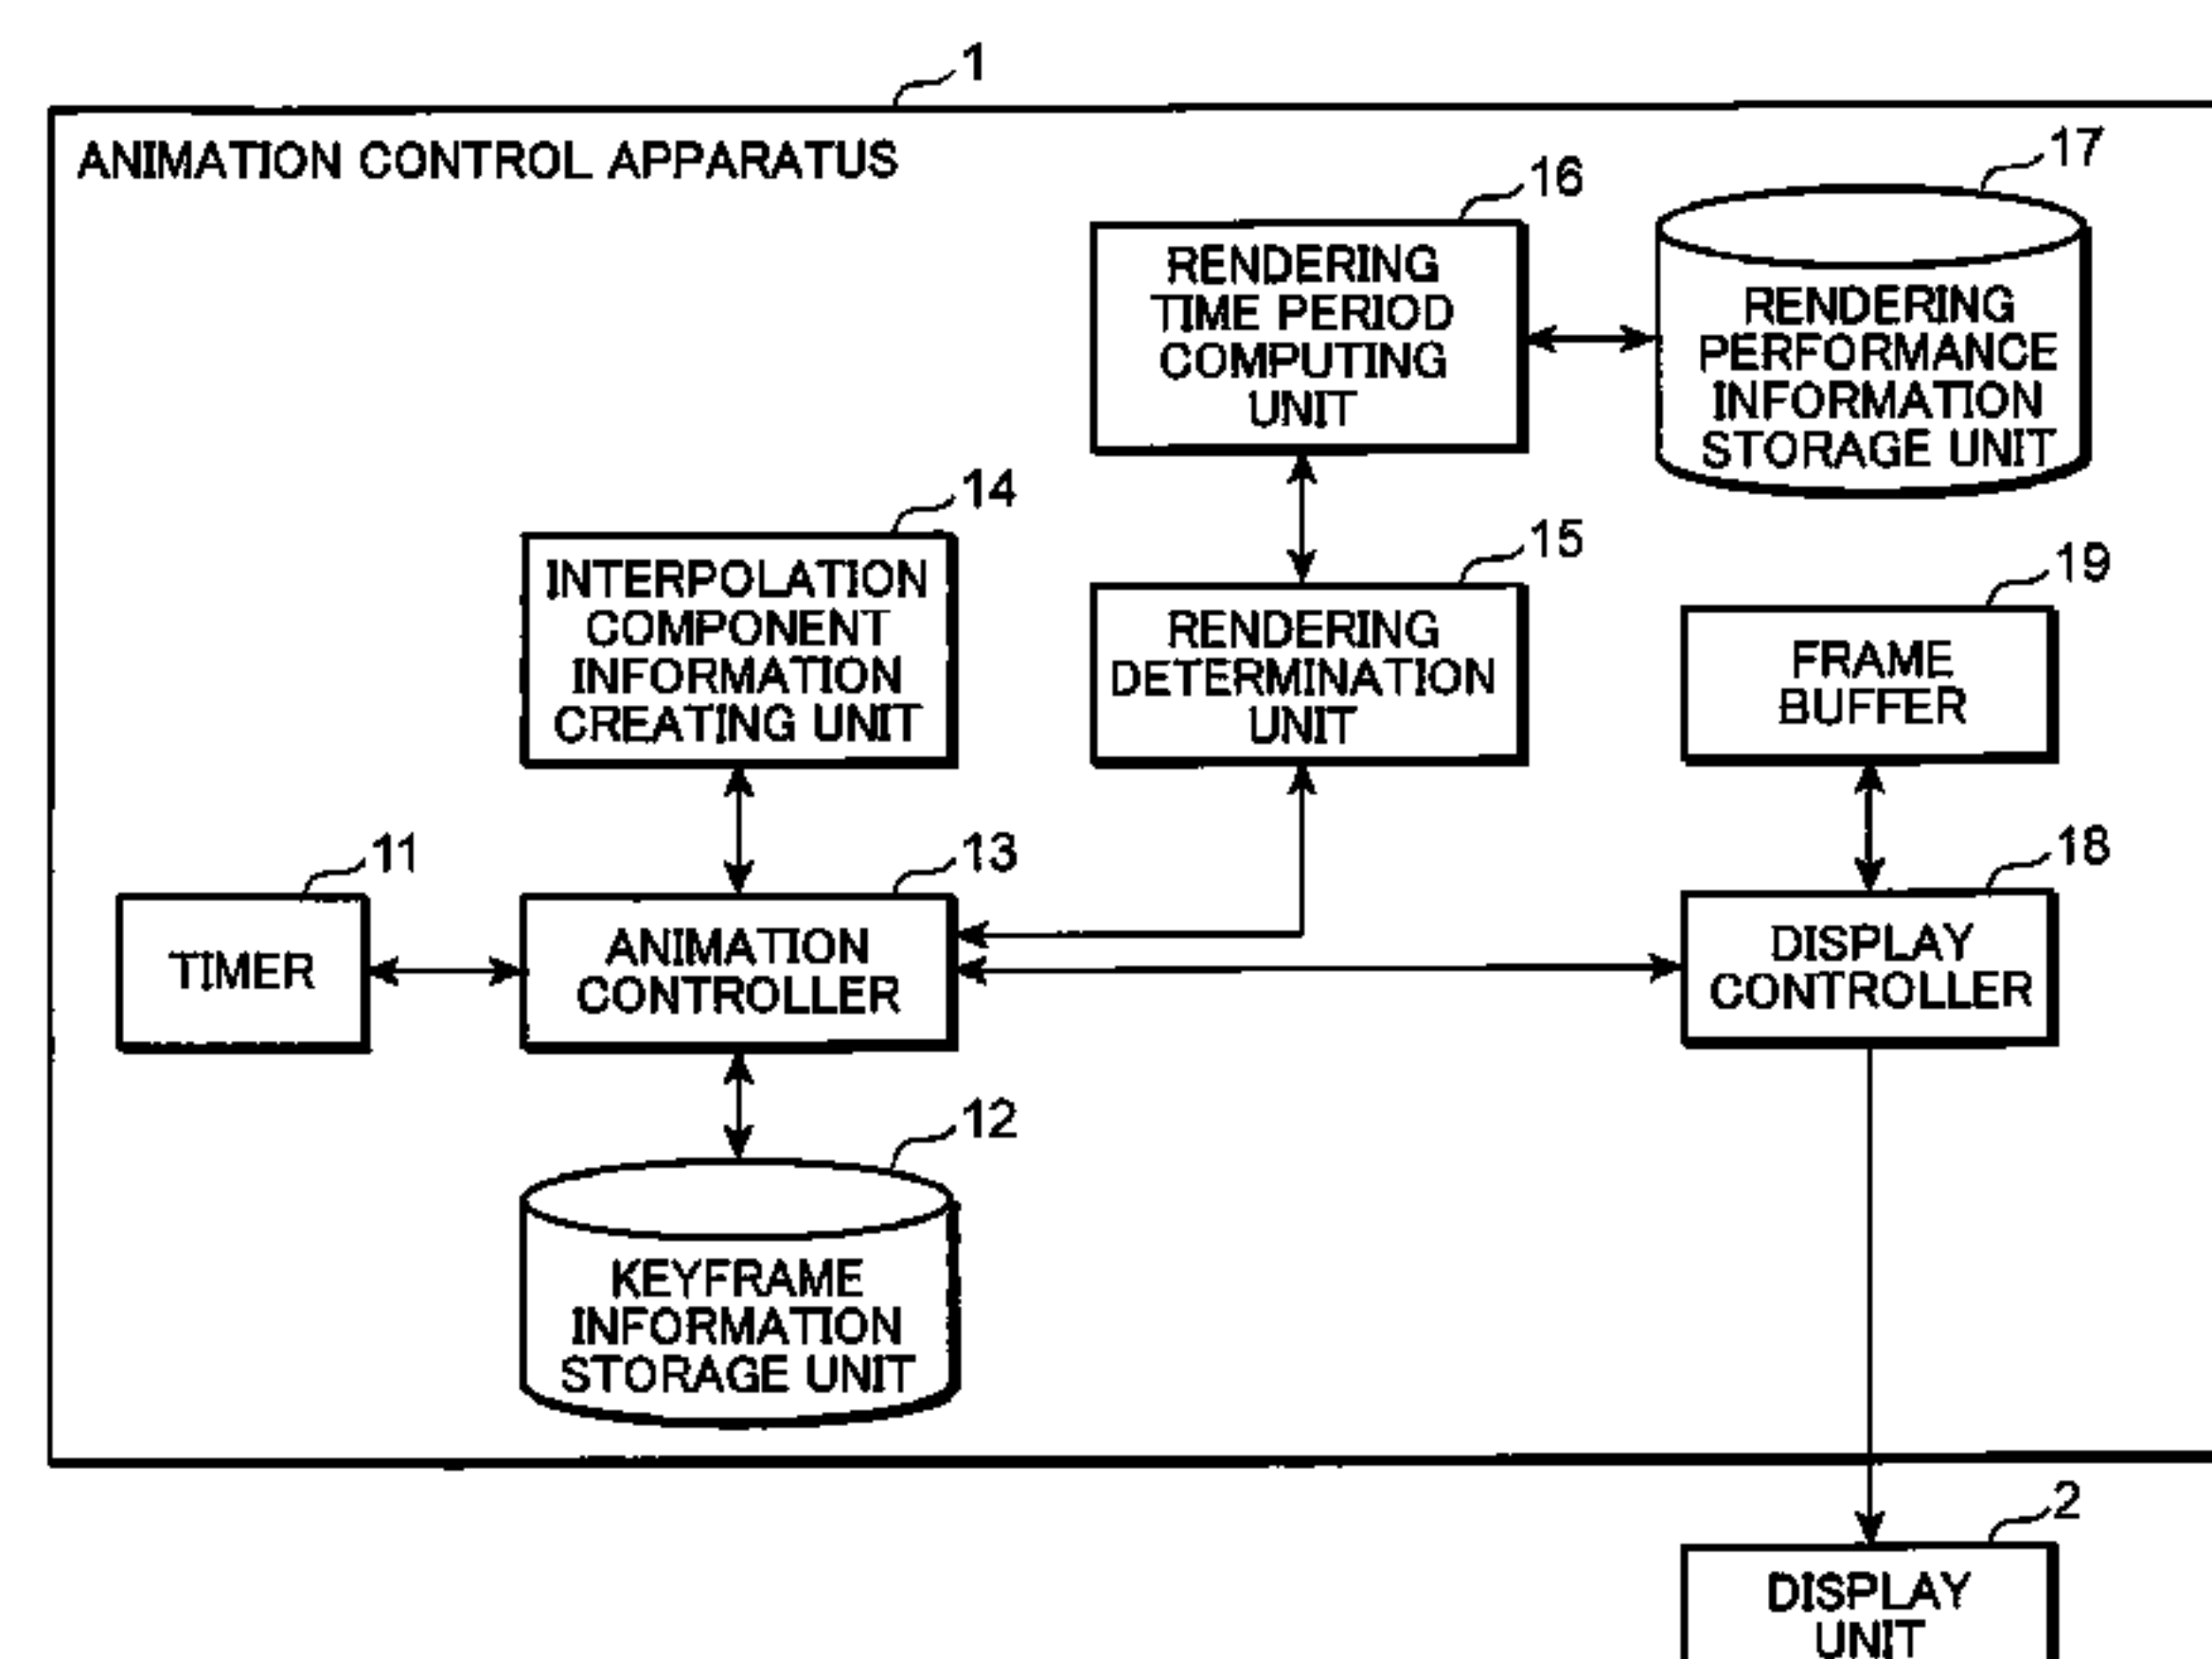 1
ANIMATION CONTROL APPARATUS
16
17
RENDERING
TIME PERIOD
COMPUTING
UNIT
RENDERING
PERFORMANCE
INFORMATION
STORAGE UNIT
14
INTERPOLATION
COMPONENT
INFORMATION
CREATING UNIT
15
RENDERING
DETERMINATION
UNIT
19
FRAME
BUFFER
11
TIMER
13
ANIMATION
CONTROLLER
18
DISPLAY
CONTROLLER
12
KEYFRAME
INFORMATION
STORAGE UNIT
2
DISPLAY
UNIT